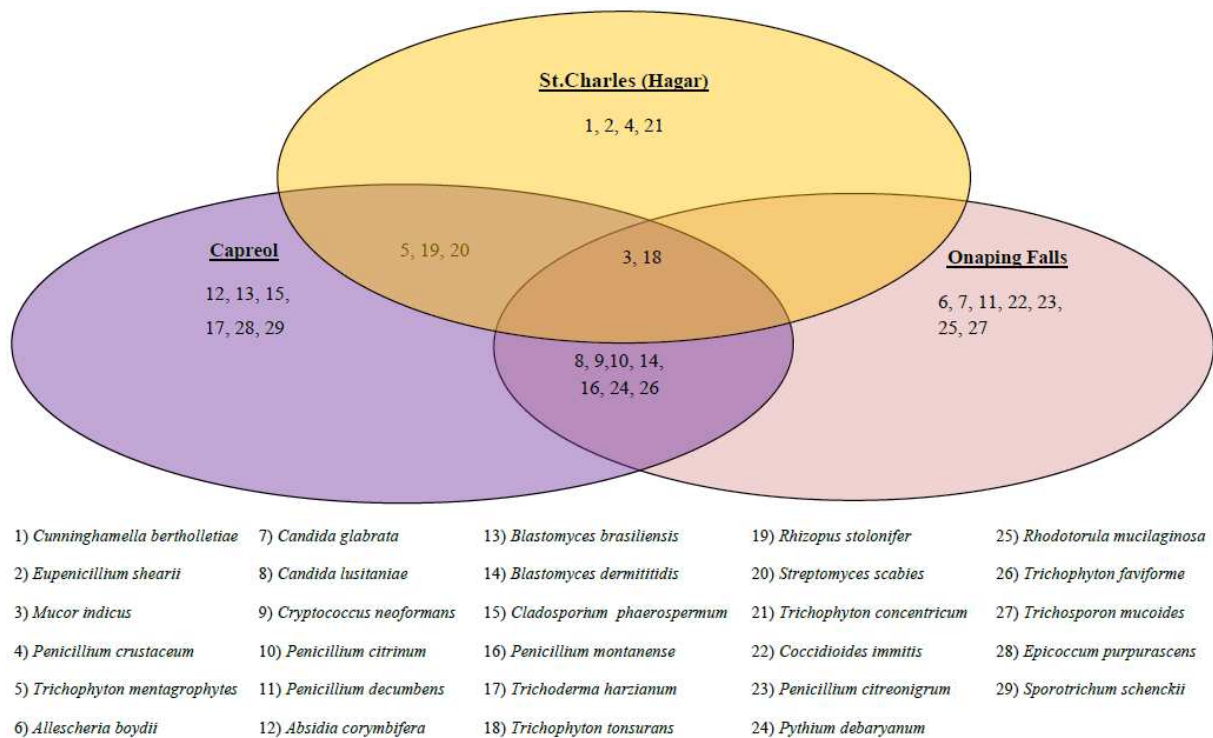 St.Charles (Hagar)
1, 2, 4, 21
Capreol
5, 19, 20
3, 18
Onaping Falls
12, 13, 15,
17, 28, 29
6, 7, 11, 22, 23,
25, 27
8, 9,10, 14,
16, 24, 26
1) Cunninghamella bertholletiae 7) Candida glabrata 13) Blastomyces brasiliensis 19) Rhizopus stolonifer 25) Rhodotorula mucilaginosa
2) Eupenicillium shearii 8) Candida lusitaniae 14) Blastomyces dermititidis 20) Streptomyces scabies 26) Trichophyton faviforme
3) Mucor indicus 9) Cryptococcus neoformans 15) Cladosporium phaerospermum 21) Trichophyton concentricum 27) Trichosporon mucoides
4) Penicillium crustaceum 10) Penicillium citrinum 16) Penicillium montanense 22) Coccidioides immitis 28) Epicoccum purpurascens
5) Trichophyton mentagrophytes 11) Penicillium decumbens 17) Trichoderma harzianum 23) Penicillium citreonigrum 29) Sporotrichum schenckii
6) Allescheria boydii 12) Absidia corymbifera 18) Trichophyton tonsurans 24) Pythium debaryanum